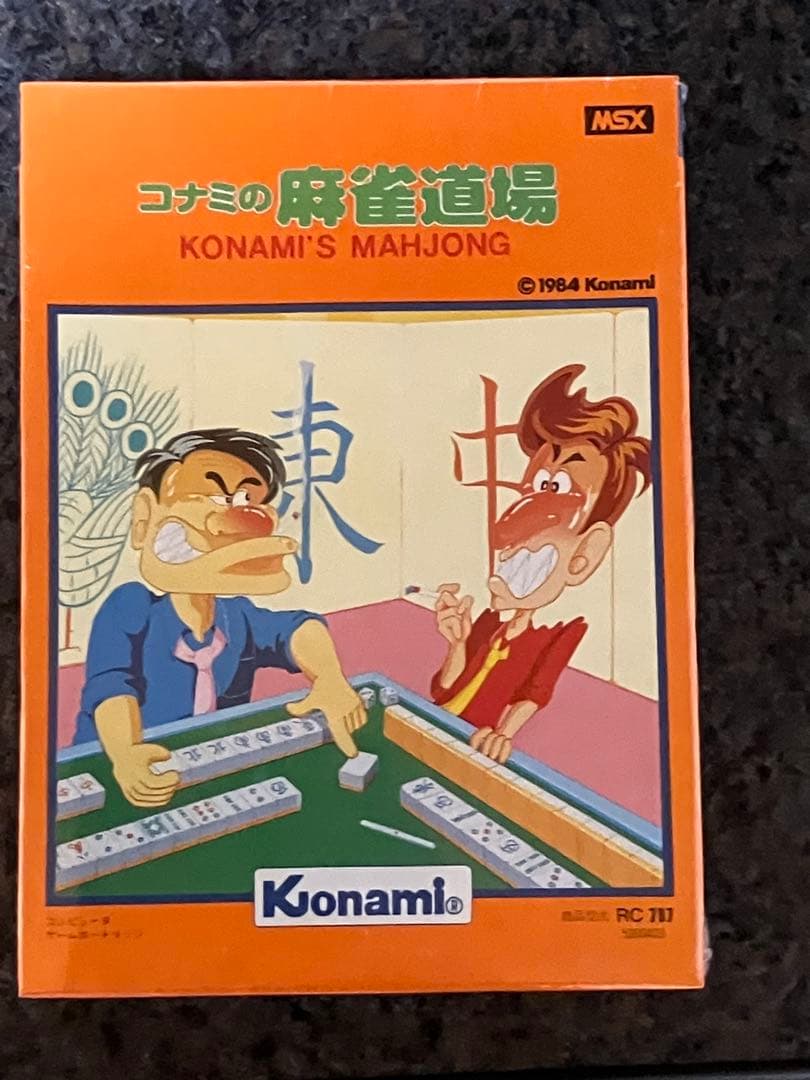 MSX
コナミの麻雀道場
KONAMI'S MAHJONG
©1984 Konami
東
中
Konami®
コンピュータ
ゲームカートリッジ
RC 707